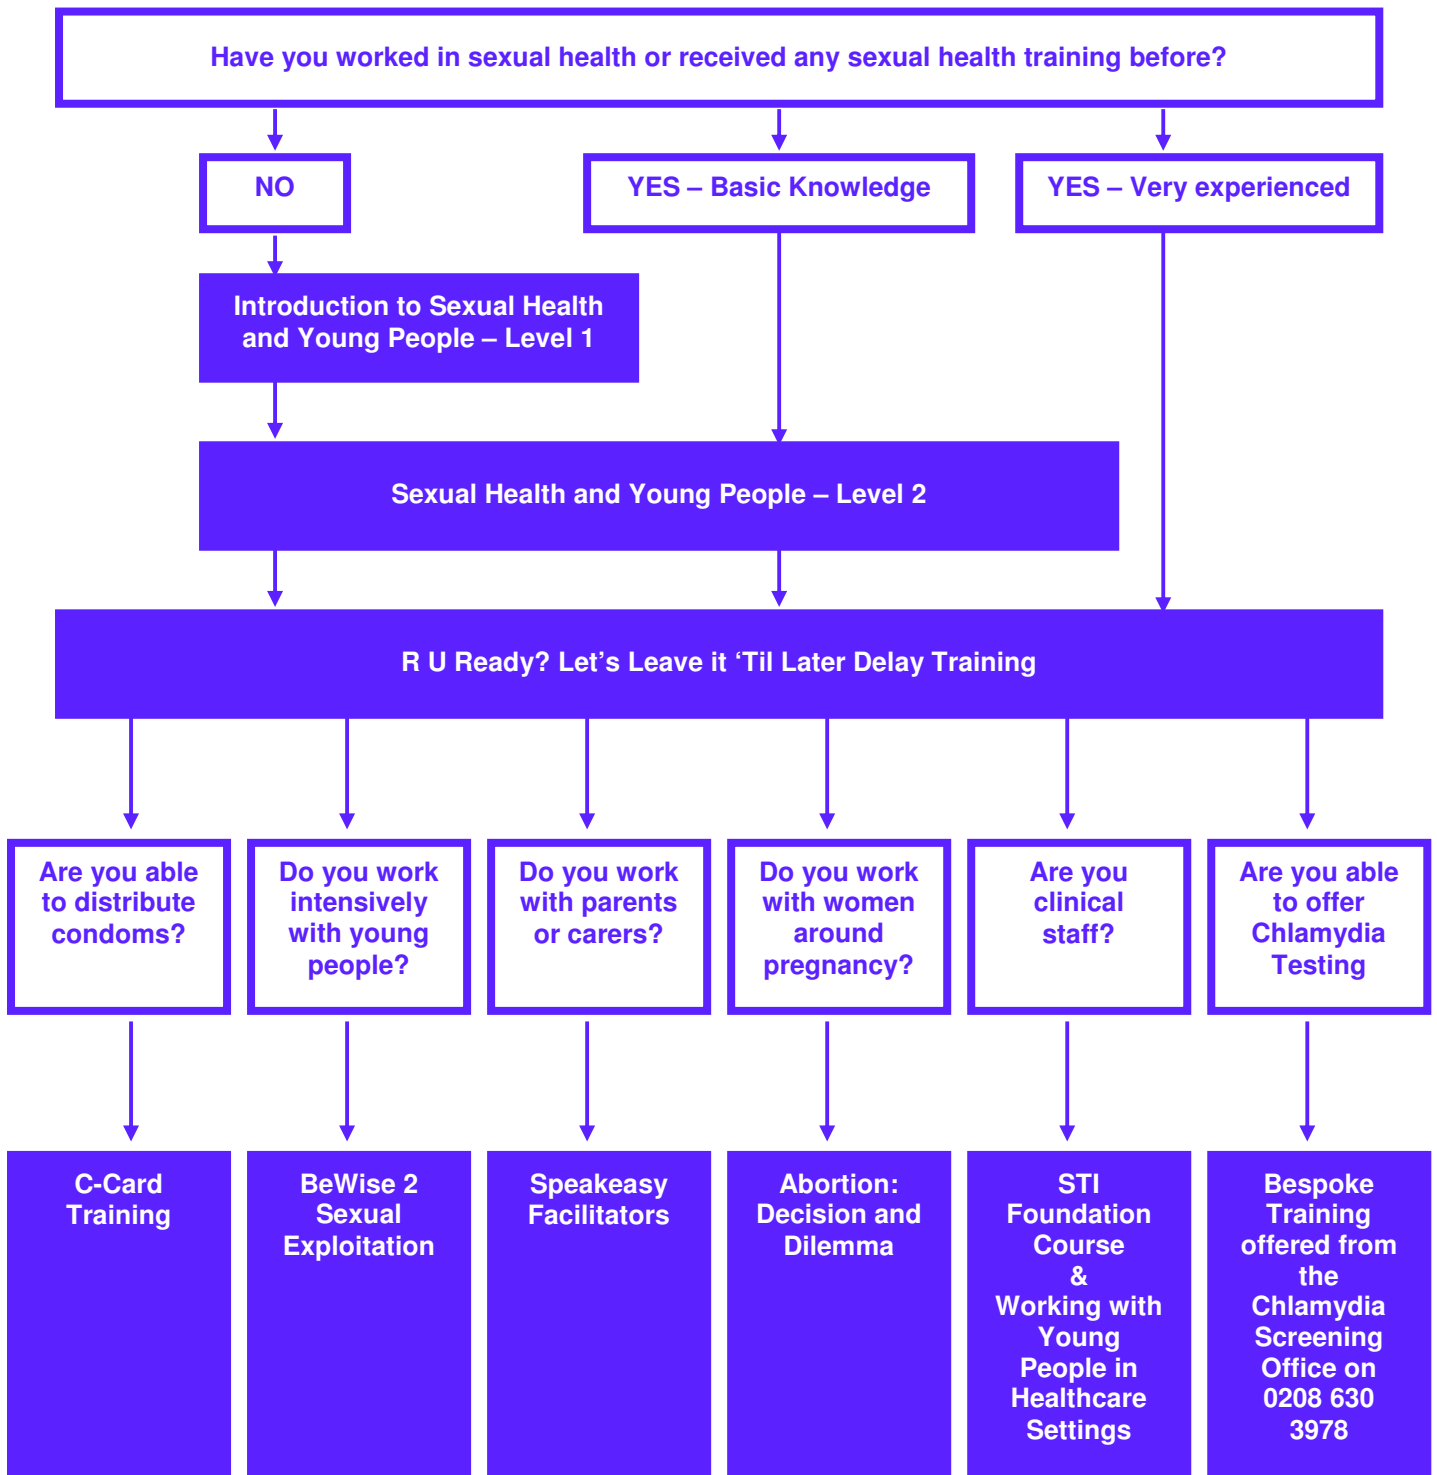 Have you worked in sexual health or received any sexual health training before?
NO
YES – Basic Knowledge
YES – Very experienced
Introduction to Sexual Health
and Young People – Level 1
Sexual Health and Young People – Level 2
R U Ready? Let’s Leave it ‘Til Later Delay Training
Are you able
to distribute
condoms?
Do you work
intensively
with young
people?
Do you work
with parents
or carers?
Do you work
with women
around
pregnancy?
Are you
clinical
staff?
Are you able
to offer
Chlamydia
Testing
C-Card
Training
BeWise 2
Sexual
Exploitation
Speakeasy
Facilitators
Abortion:
Decision and
Dilemma
STI
Foundation
Course
&
Working with
Young
People in
Healthcare
Settings
Bespoke
Training
offered from
the
Chlamydia
Screening
Office on
0208 630
3978